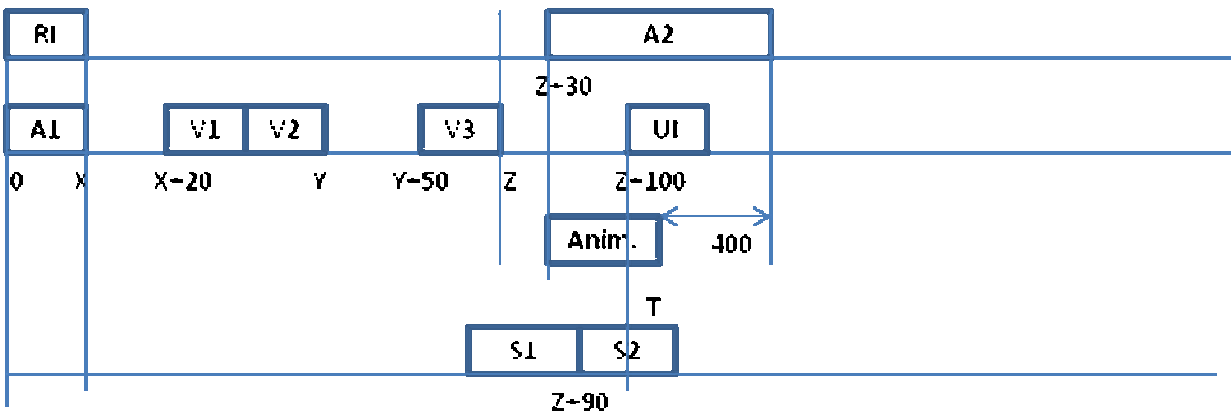 RI A2
Z+30
A1 V1 V2 V3 UI
0 X X+20 Y Y+50 Z Z+100
Anim. 400
T
S1 S2
Z+90